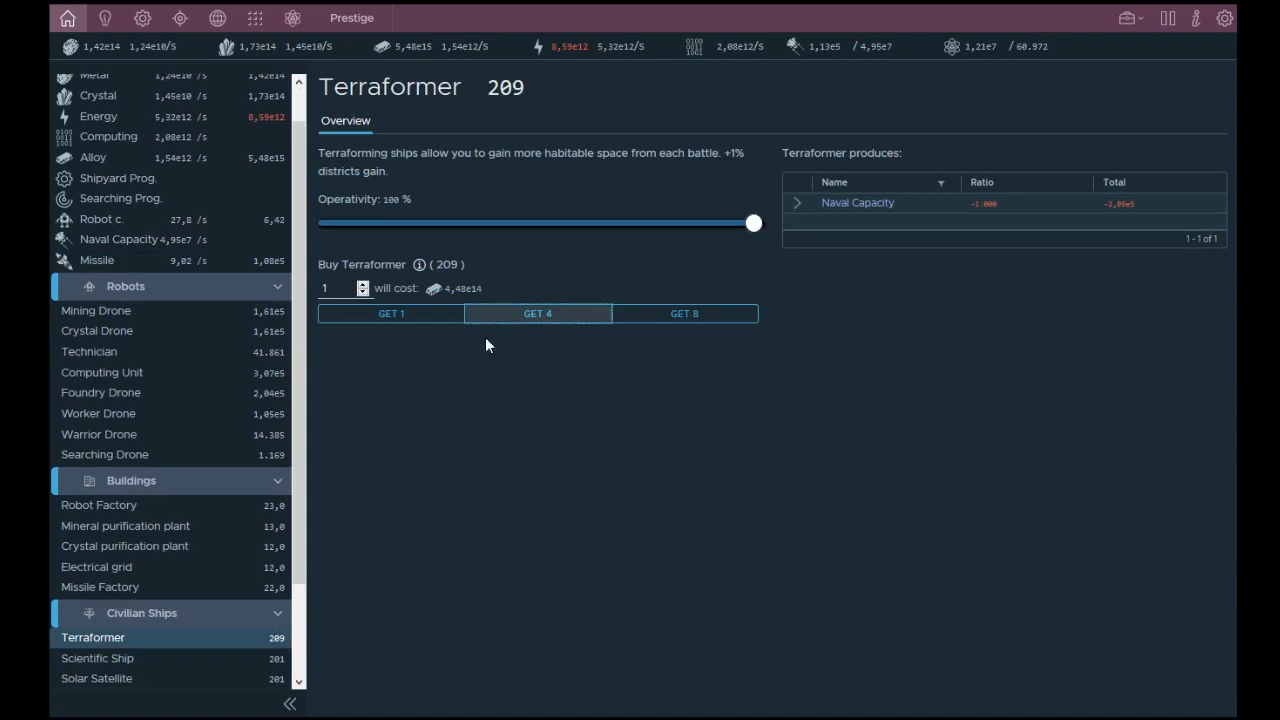 Prestige
1,42e14 1,24e10/S 1,73e14 1,45e10/S 5,48e15 1,54e12/S 8,59e12 5,32e12/S 2,08e12/S 1,13e5 / 4,95e7 1,21e7 / 60.972
Metal 1,24e10 /s 1,42e14
Crystal 1,45e10 /s 1,73e14
Energy 5,32e12 /s 8,59e12
Computing 2,08e12 /s
Alloy 1,54e12 /s 5,48e15
Shipyard Prog.
Searching Prog.
Robot c. 27,8 /s 6,42
Naval Capacity 4,95e7 /s
Missile 9,02 /s 1,08e5
Robots
Mining Drone 1,61e5
Crystal Drone 1,61e5
Technician 41.861
Computing Unit 3,07e5
Foundry Drone 2,04e5
Worker Drone 1,05e5
Warrior Drone 14.385
Searching Drone 1.169
Buildings
Robot Factory 23,0
Mineral purification plant 13,0
Crystal purification plant 12,0
Electrical grid 12,0
Missile Factory 22,0
Civilian Ships
Terraformer 209
Scientific Ship 201
Solar Satellite 201
Terraformer 209
Overview
Terraforming ships allow you to gain more habitable space from each battle. +1%
districts gain.
Operativity: 100 %
Buy Terraformer ( 209 )
1 will cost: 4,48e14
GET 1 GET 4 GET 8
Terraformer produces:
Name Ratio Total
Naval Capacity -1.000 -2,09e5
1 - 1 of 1